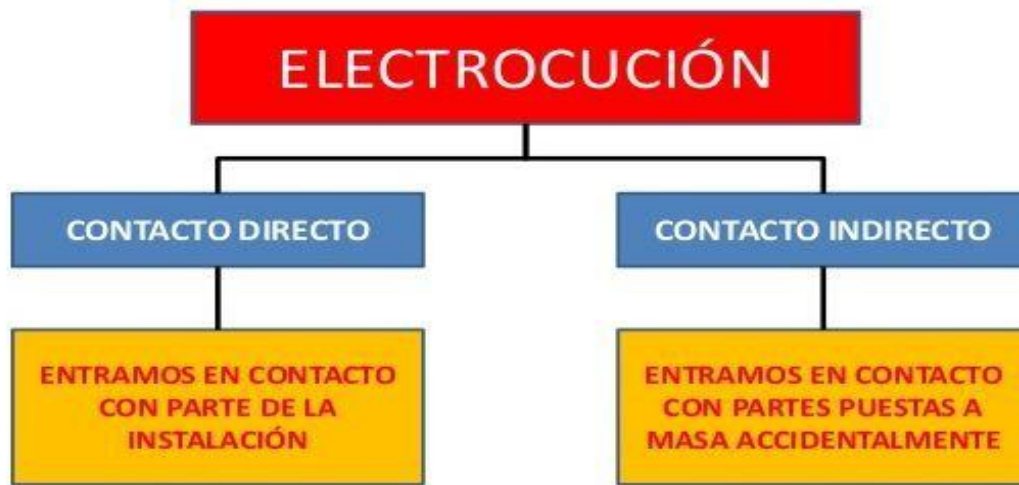 ELECTROCUCIÓN
CONTACTO DIRECTO
CONTACTO INDIRECTO
ENTRAMOS EN CONTACTO
CON PARTE DE LA
INSTALACIÓN
ENTRAMOS EN CONTACTO
CON PARTES PUESTAS A
MASA ACCIDENTALMENTE